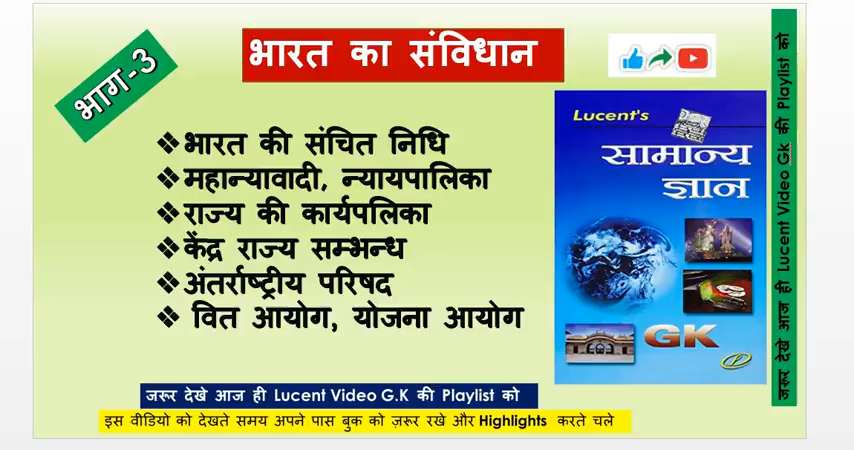 भाग-3
भारत का संविधान
❖भारत की संचित निधि
❖महान्यावादी, न्यायपालिका
❖राज्य की कार्यपलिका
❖केंद्र राज्य सम्भन्ध
❖अंतर्राष्ट्रीय परिषद
❖ वित आयोग, योजना आयोग
Lucent's
सामान्य
ज्ञान
GK
जरूर देखे आज ही Lucent Video G.K की Playlist को
इस वीडियो को देखते समय अपने पास बुक को ज़रूर रखे और Highlights करते चले
जरूर देखे आज ही Lucent Video Gk की Playlist को